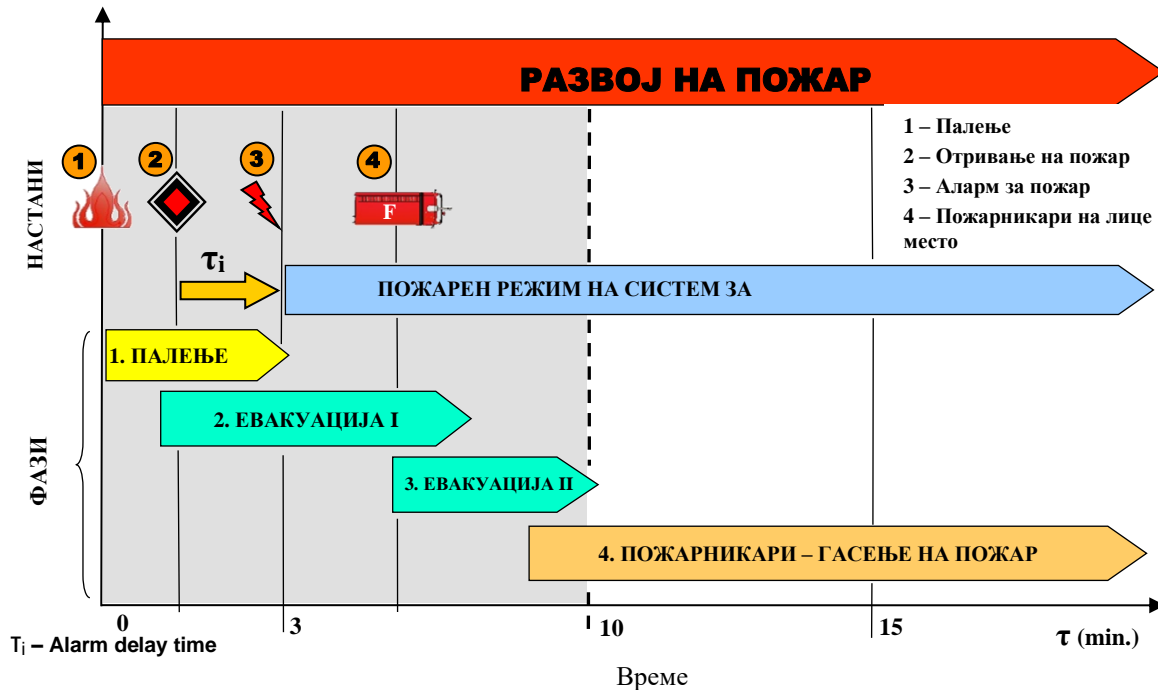 РАЗВОЈ НА ПОЖАР
1 – Палење
2 – Отривање на пожар
3 – Аларм за пожар
4 – Пожарникари на лице
место
НАСТАНИ
1
2
3
4
F
τi
ПОЖАРЕН РЕЖИМ НА СИСТЕМ ЗА
ФАЗИ
1. ПАЛЕЊЕ
2. ЕВАКУАЦИЈА I
3. ЕВАКУАЦИЈА II
4. ПОЖАРНИКАРИ – ГАСЕЊЕ НА ПОЖАР
0
3
10
15
τ (min.)
Ti – Alarm delay time
Време